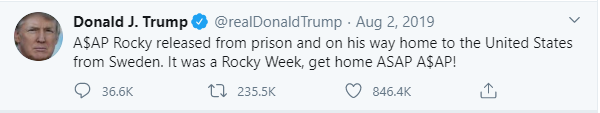 Donald J. Trump @realDonaldTrump · Aug 2, 2019
A$AP Rocky released from prison and on his way home to the United States
from Sweden. It was a Rocky Week, get home ASAP A$AP!
36.6K 235.5K 846.4K